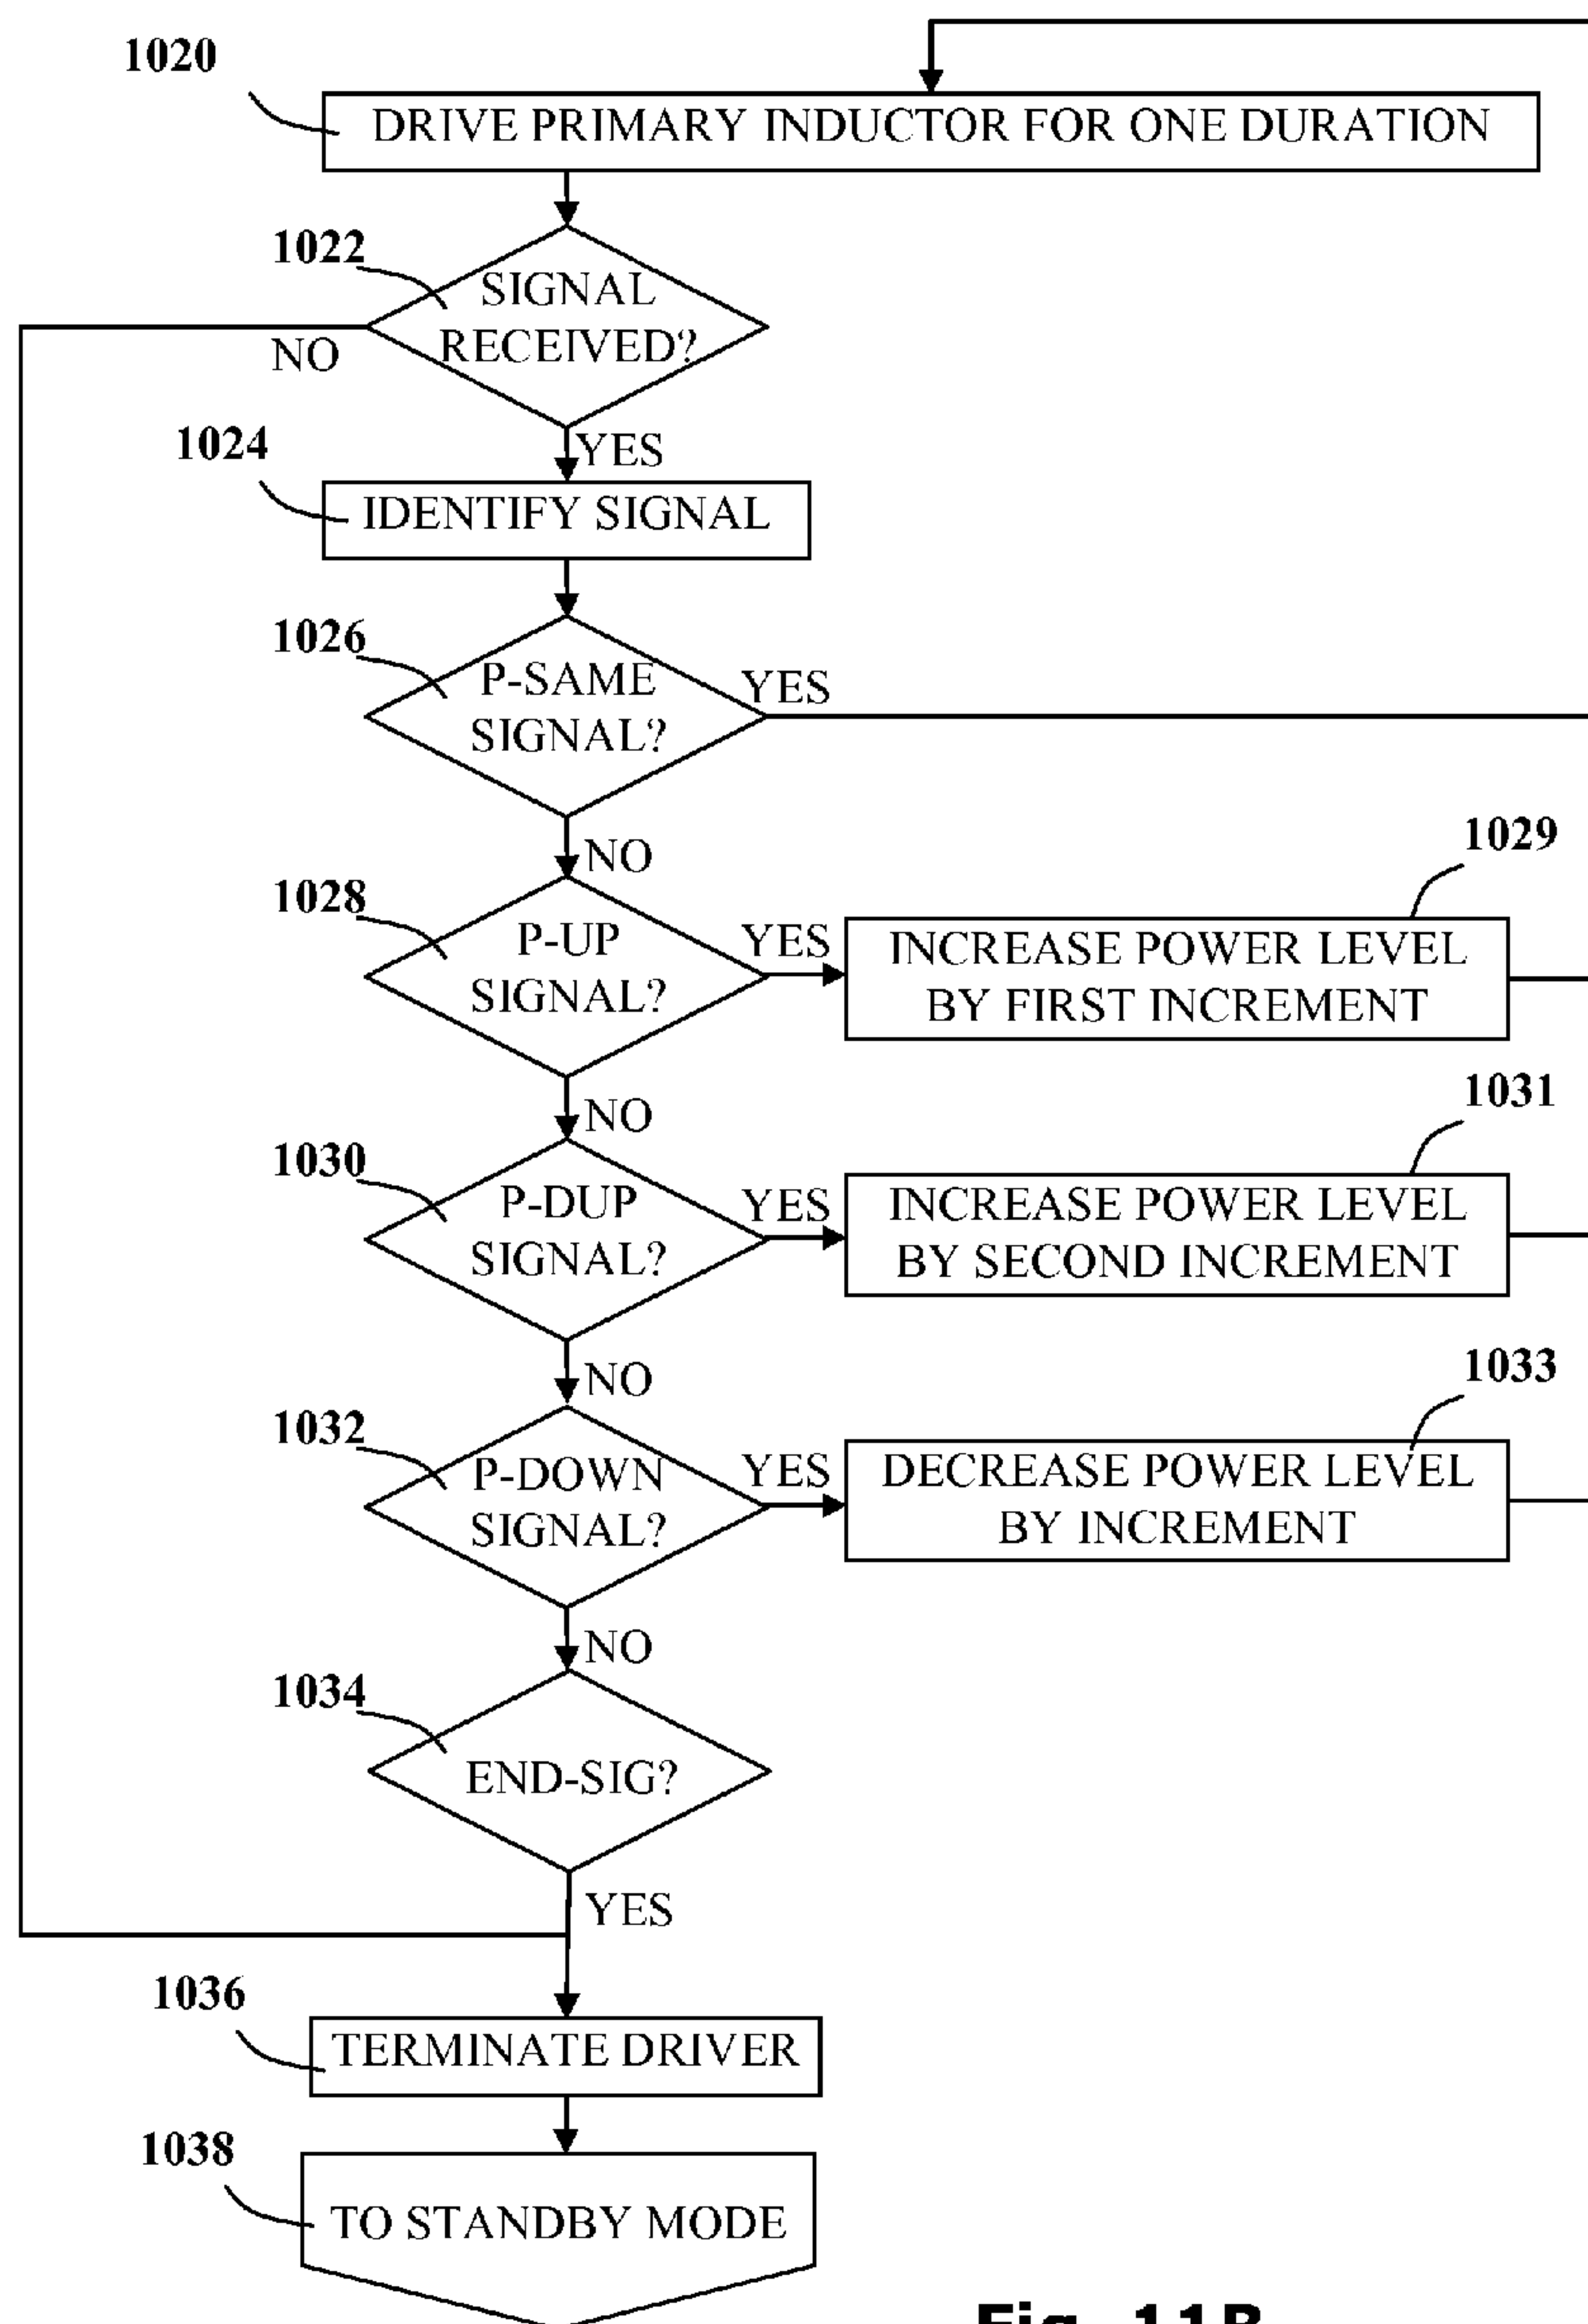 1020
DRIVE PRIMARY INDUCTOR FOR ONE DURATION
1022
SIGNAL
RECEIVED?
NO
YES
1024
IDENTIFY SIGNAL
1026
P-SAME
SIGNAL?
YES
NO
1028
P-UP
SIGNAL?
YES
1029
INCREASE POWER LEVEL
BY FIRST INCREMENT
NO
1030
P-DUP
SIGNAL?
YES
1031
INCREASE POWER LEVEL
BY SECOND INCREMENT
NO
1032
P-DOWN
SIGNAL?
YES
1033
DECREASE POWER LEVEL
BY INCREMENT
NO
1034
END-SIG?
YES
1036
TERMINATE DRIVER
1038
TO STANDBY MODE
Fig. 11B